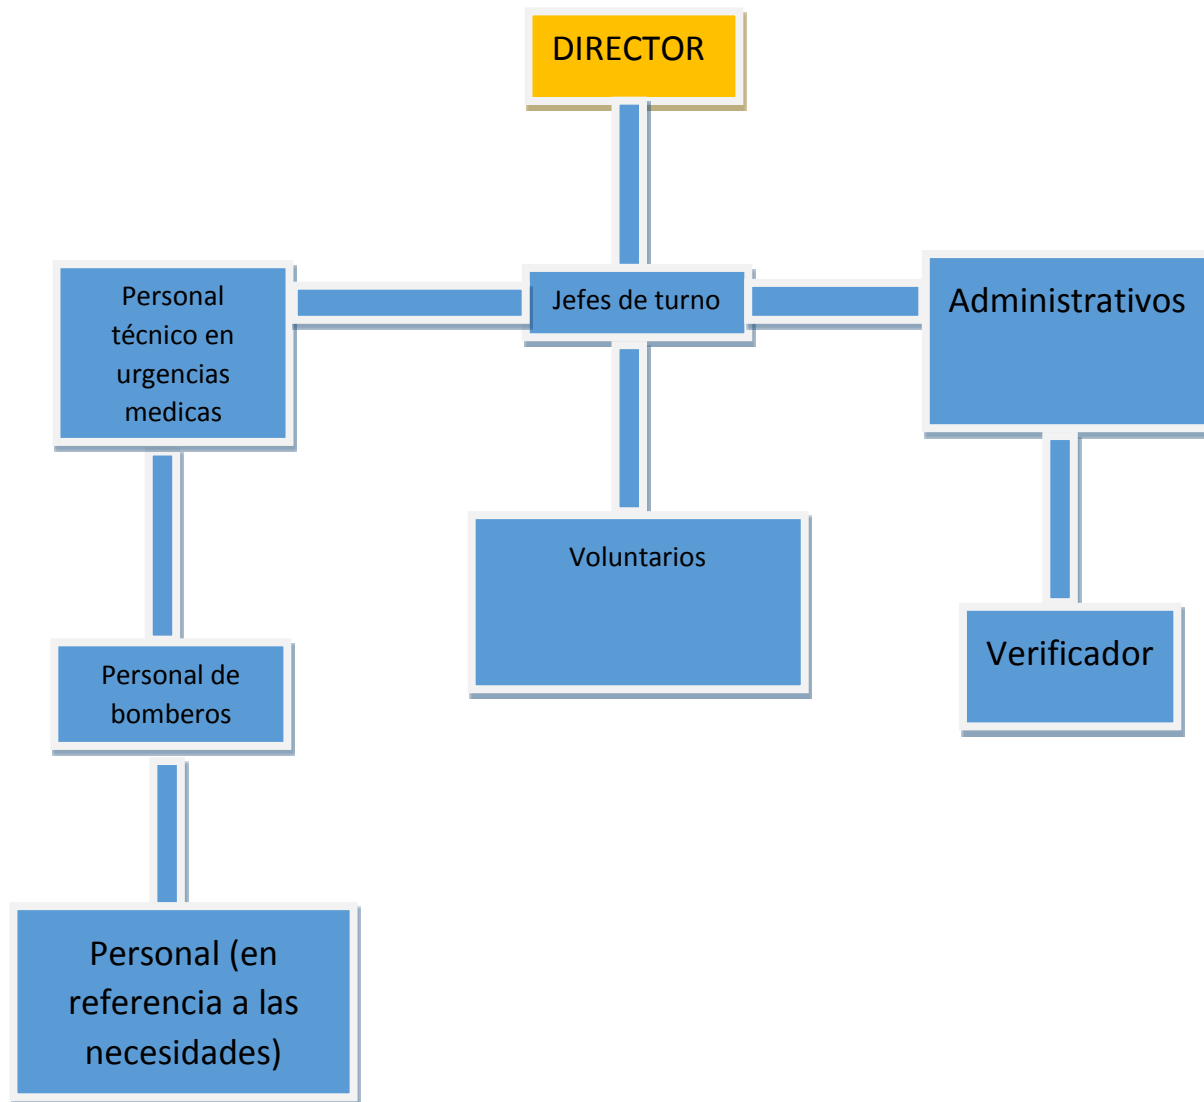 DIRECTOR
Personal
técnico en
urgencias
medicas
Jefes de turno
Administrativos
Voluntarios
Personal de
bomberos
Verificador
Personal (en
referencia a las
necesidades)